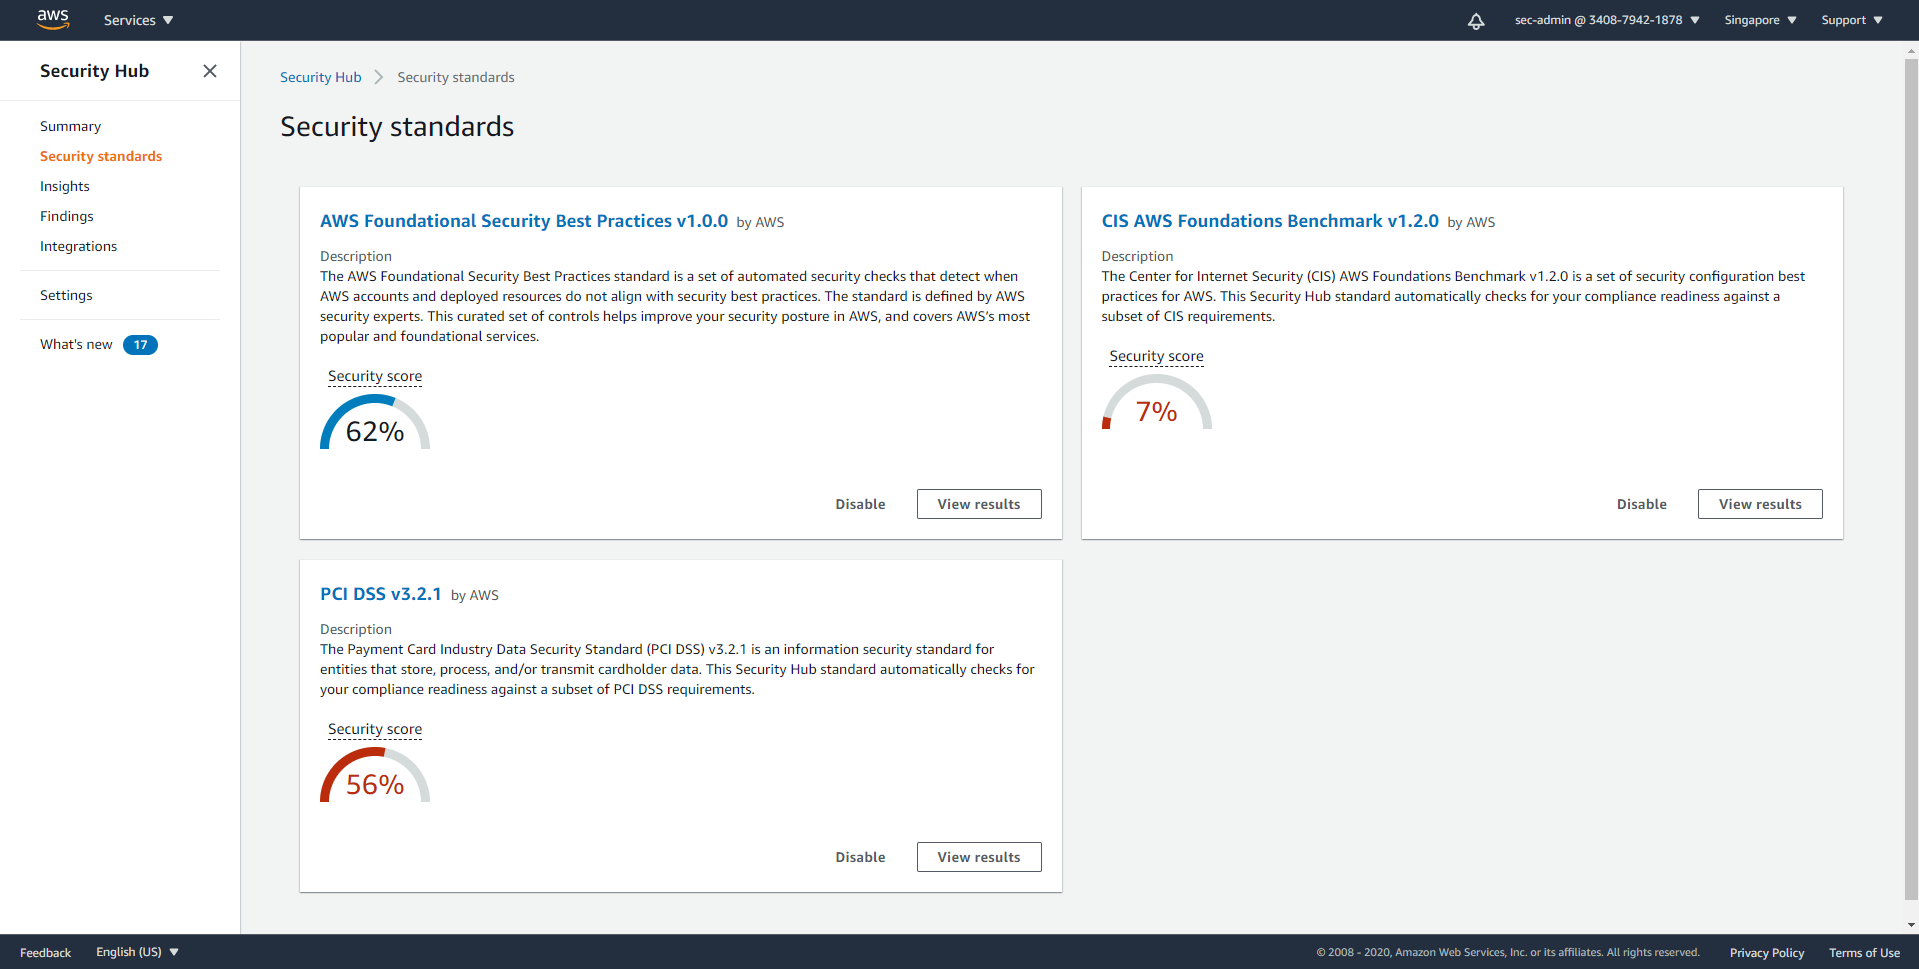 aws
Services
sec-admin @ 3408-7942-1878
Singapore
Support
Security Hub
Summary
Security standards
Insights
Findings
Integrations
Settings
What's new 17
Security Hub
Security standards
Security standards
AWS Foundational Security Best Practices v1.0.0 by AWS
Description
The AWS Foundational Security Best Practices standard is a set of automated security checks that detect when
AWS accounts and deployed resources do not align with security best practices. The standard is defined by AWS
security experts. This curated set of controls helps improve your security posture in AWS, and covers AWS's most
popular and foundational services.
Security score
62%
Disable
View results
CIS AWS Foundations Benchmark v1.2.0 by AWS
Description
The Center for Internet Security (CIS) AWS Foundations Benchmark v1.2.0 is a set of security configuration best
practices for AWS. This Security Hub standard automatically checks for your compliance readiness against a
subset of CIS requirements.
Security score
7%
Disable
View results
PCI DSS v3.2.1 by AWS
Description
The Payment Card Industry Data Security Standard (PCI DSS) v3.2.1 is an information security standard for
entities that store, process, and/or transmit cardholder data. This Security Hub standard automatically checks for
your compliance readiness against a subset of PCI DSS requirements.
Security score
56%
Disable
View results
Feedback
English (US)
© 2008 - 2020, Amazon Web Services, Inc. or its affiliates. All rights reserved.
Privacy Policy
Terms of Use